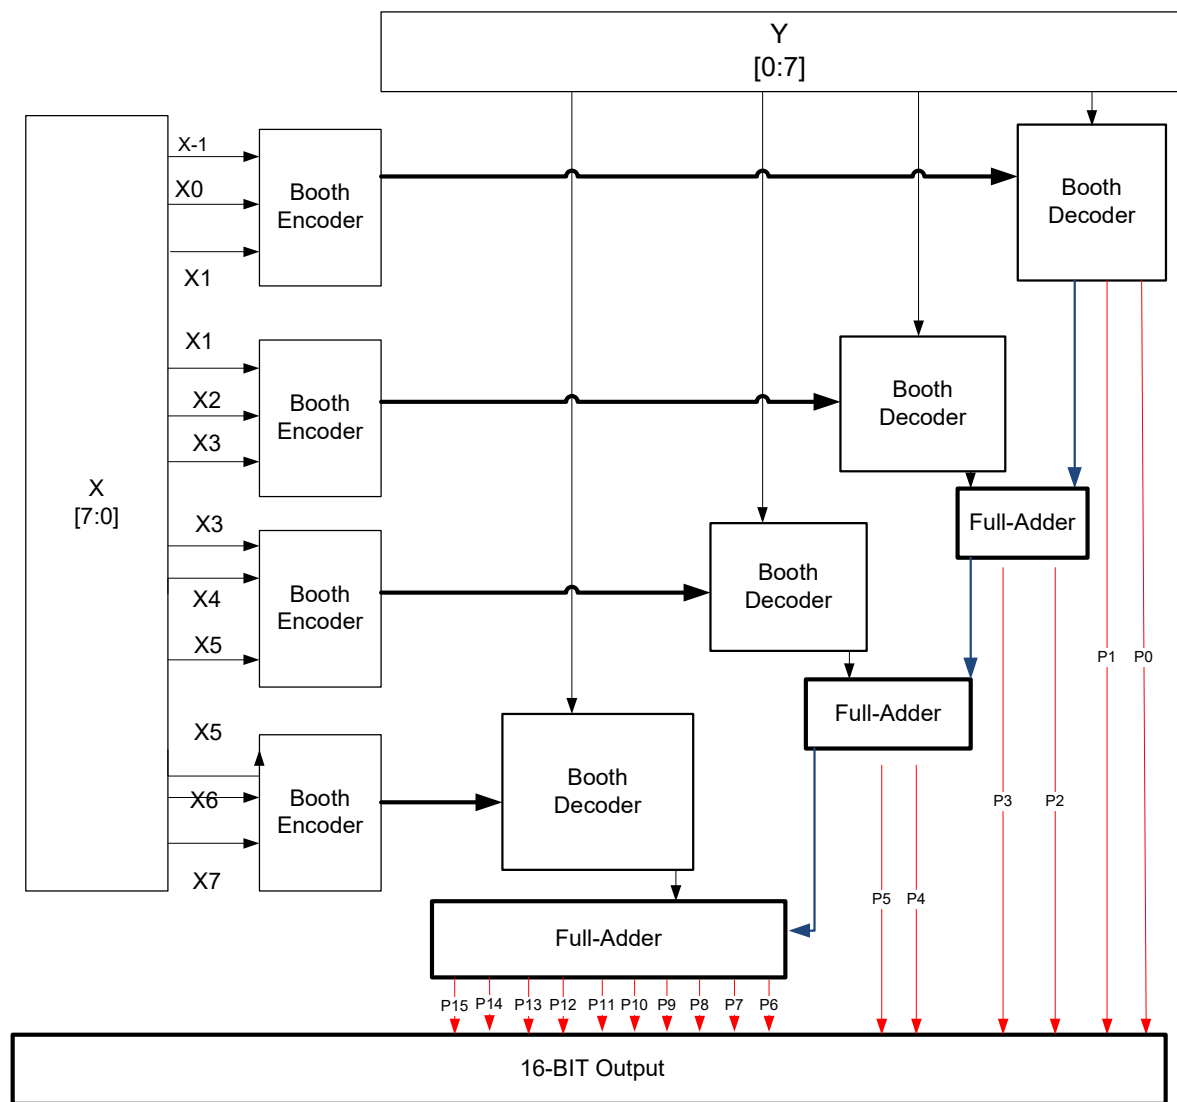 Y
[0:7]
X-1
X0
X1
Booth
Encoder
Booth
Decoder
X1
X2
X3
Booth
Encoder
Booth
Decoder
X
[7:0]
Full-Adder
X3
X4
X5
Booth
Encoder
Booth
Decoder
P1
P0
Full-Adder
X5
X6
X7
Booth
Encoder
Booth
Decoder
P3
P2
P5
P4
Full-Adder
P15
P14
P13
P12
P11
P10
P9
P8
P7
P6
16-BIT Output